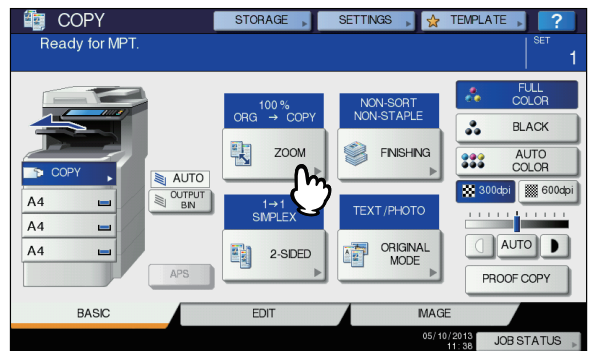 COPY
STORAGE
SETTINGS
TEMPLATE
?
Ready for MPT.
SET
1
100 %
ORG → COPY
ZOOM
NON-SORT
NON-STAPLE
FINISHING
FULL
COLOR
BLACK
AUTO
COLOR
300dpi
600dpi
COPY
A4
A4
A4
AUTO
OUTPUT
BIN
APS
1→1
SIMPLEX
2-SIDED
TEXT/PHOTO
ORIGINAL
MODE
AUTO
PROOF COPY
BASIC
EDIT
IMAGE
05/10/2013
11:38
JOB STATUS